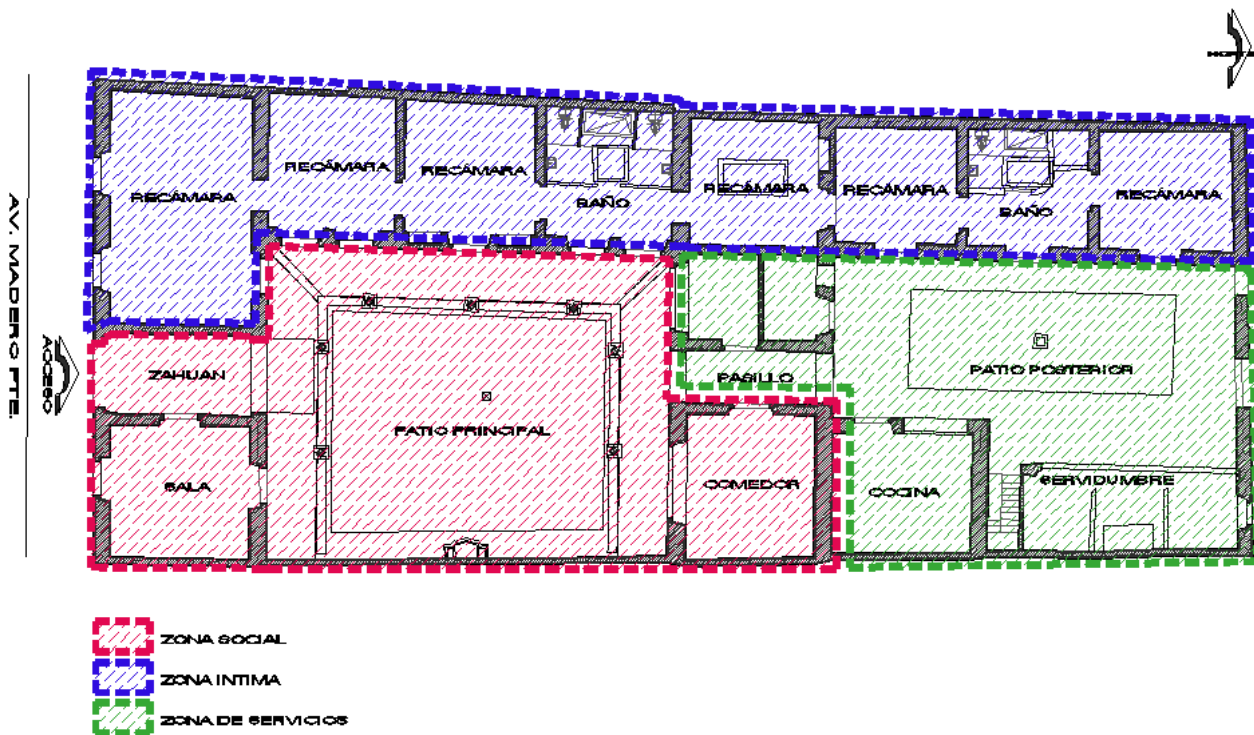 NORTE
RECÁMARA
RECÁMARA
RECÁMARA
BAÑO
RECÁMARA
RECÁMARA
BAÑO
RECÁMARA
AV. MADERO PTE.
ACCESO
ZAHUAN
PATIO PRINCIPAL
PASILLO
PATIO POSTERIOR
SALA
COMEDOR
COCINA
SERVIDUMBRE
ZONA SOCIAL
ZONA INTIMA
ZONA DE SERVICIOS